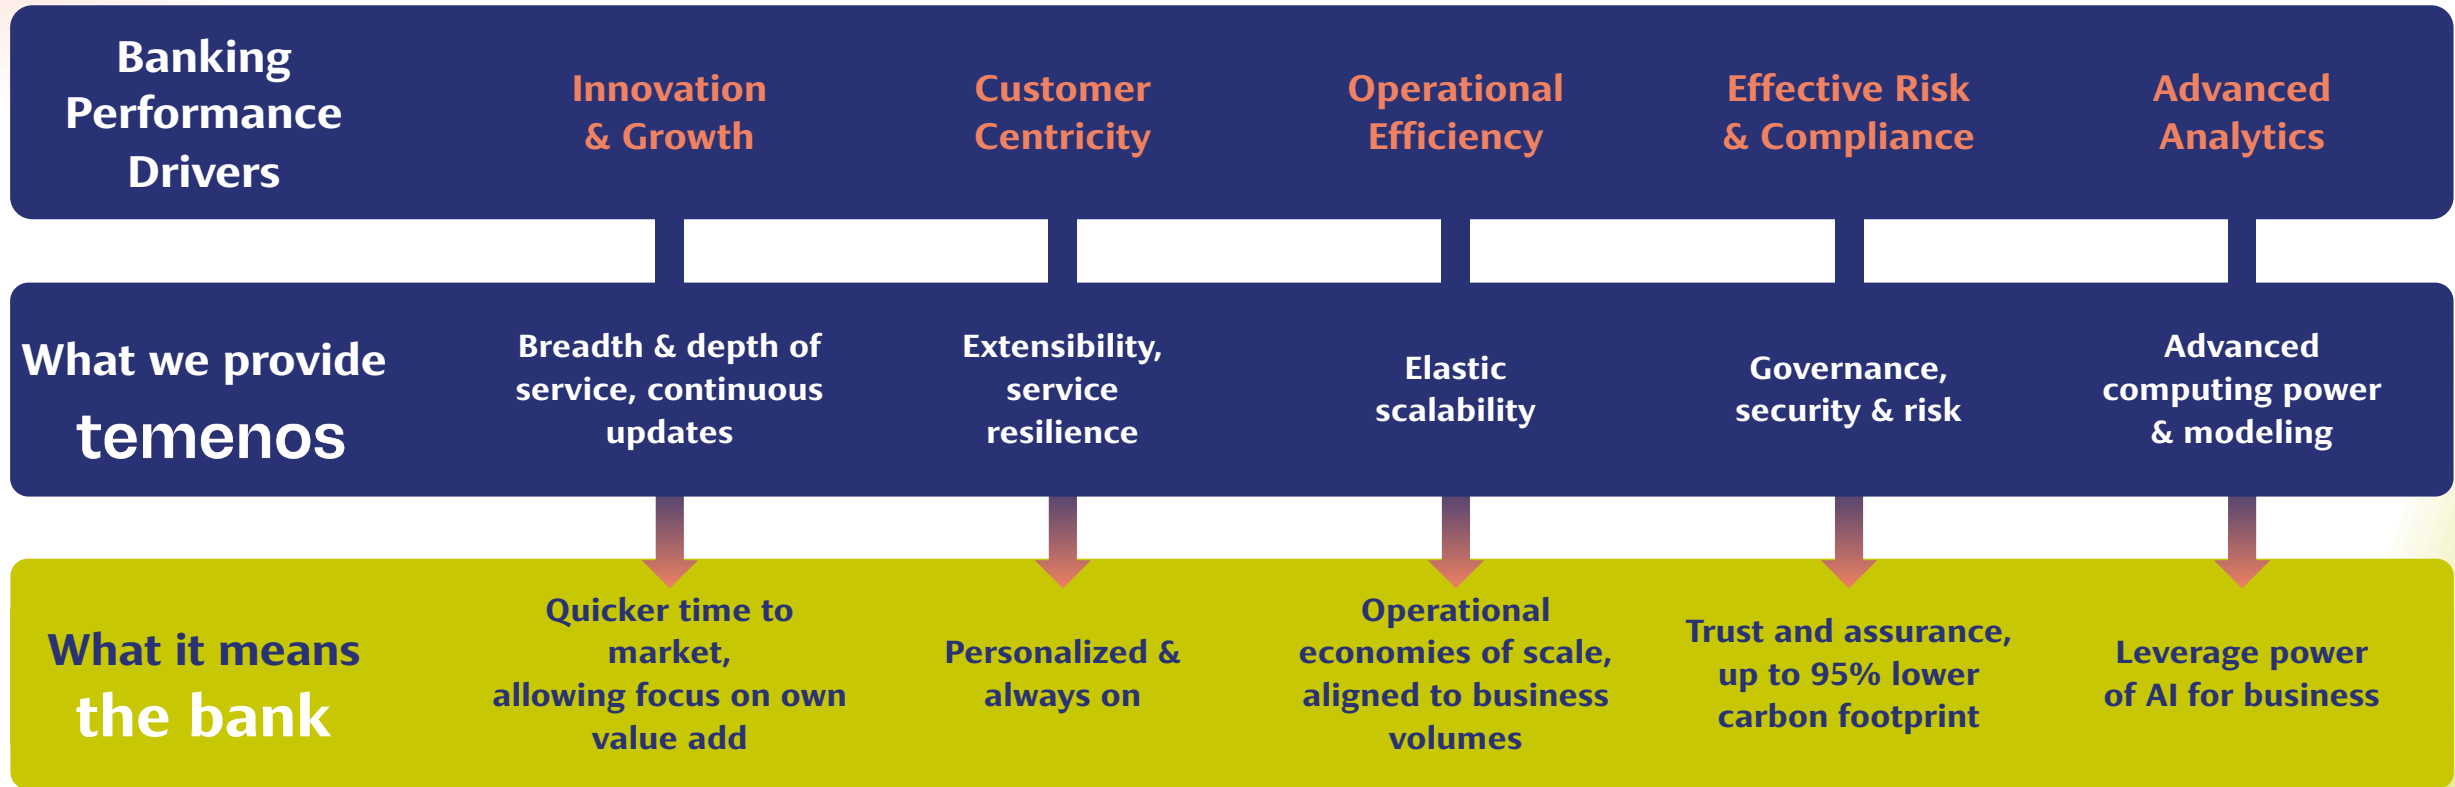 Banking
Performance
Drivers
Innovation
& Growth
Customer
Centricity
Operational
Efficiency
Effective Risk
& Compliance
Advanced
Analytics
What we provide
temenos
Breadth & depth of
service, continuous
updates
Extensibility,
service
resilience
Elastic
scalability
Governance,
security & risk
Advanced
computing power
& modeling
What it means
the bank
Quicker time to
market,
allowing focus on own
value add
Personalized &
always on
Operational
economies of scale,
aligned to business
volumes
Trust and assurance,
up to 95% lower
carbon footprint
Leverage power
of AI for business